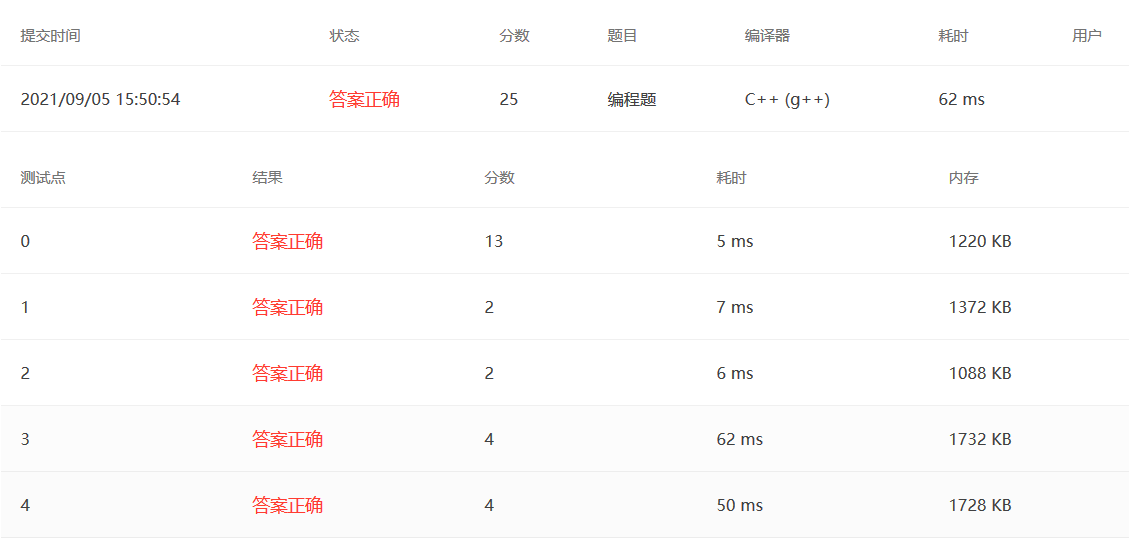 提交时间 状态 分数 题目 编译器 耗时 用户
2021/09/05 15:50:54 答案正确 25 编程题 C++ (g++) 62 ms
测试点 结果 分数 耗时 内存
0 答案正确 13 5 ms 1220 KB
1 答案正确 2 7 ms 1372 KB
2 答案正确 2 6 ms 1088 KB
3 答案正确 4 62 ms 1732 KB
4 答案正确 4 50 ms 1728 KB